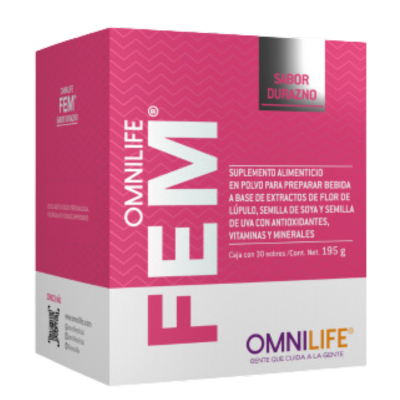 SABOR
DURAZNO
OMNILIFE
FEM®
SUPLEMENTO ALIMENTICIO
EN POLVO PARA PREPARAR BEBIDA
A BASE DE EXTRACTOS DE FLOR DE
LÚPULO, SEMILLA DE SOYA Y SEMILLA
DE UVA CON ANTIOXIDANTES,
VITAMINAS Y MINERALES
Caja con 30 sobres /Cont. Net. 195 g
OMNILIFE®
GENTE QUE CUIDA A LA GENTE
OMNILIFE
FEM®
SABOR DURAZNO